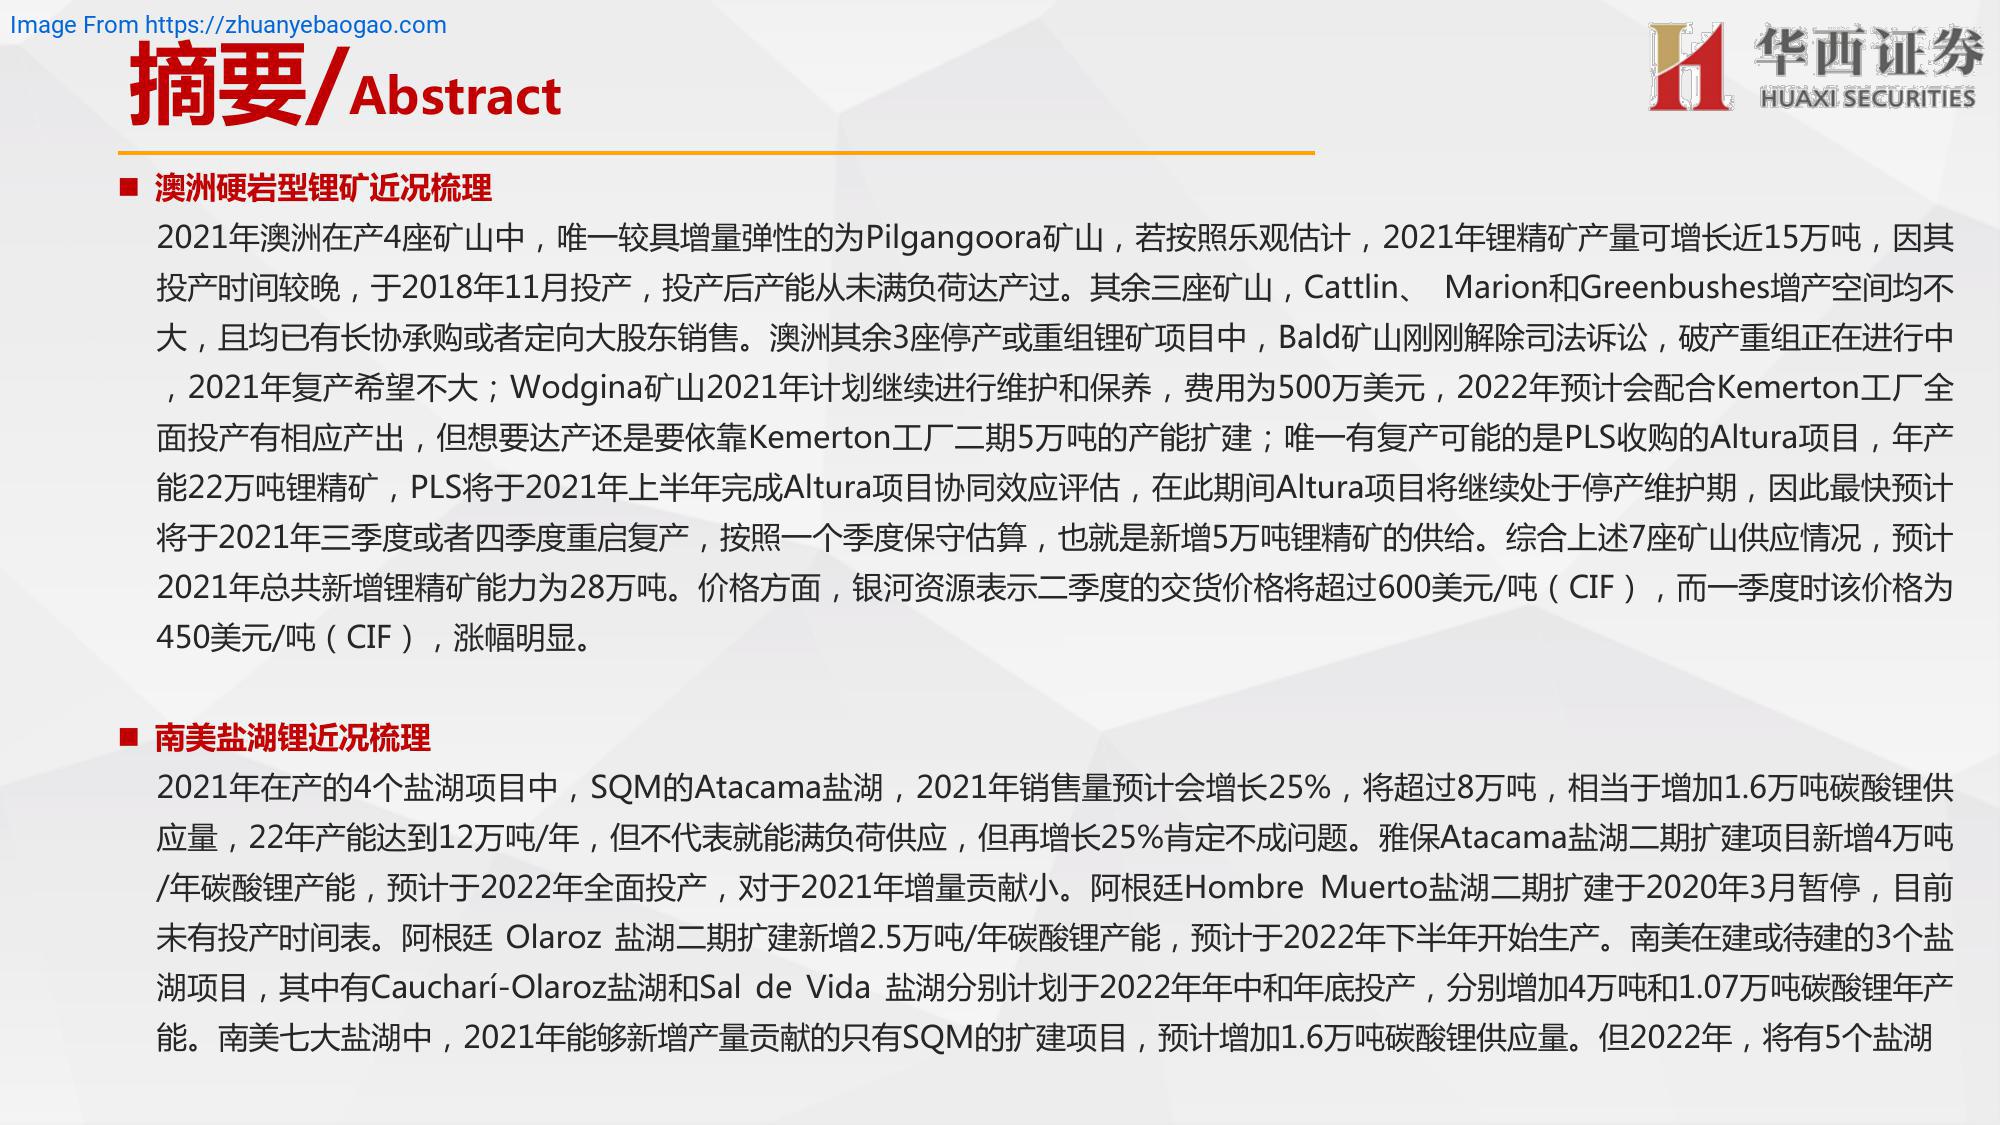 Image From https://zhuanyebaogao.com
摘要/Abstract
华西证券
HUAXI SECURITIES
■ 澳洲硬岩型锂矿近况梳理
2021年澳洲在产4座矿山中，唯一较具增量弹性的为Pilgangoora矿山，若按照乐观估计，2021年锂精矿产量可增长近15万吨，因其
投产时间较晚，于2018年11月投产，投产后产能从未满负荷达产过。其余三座矿山，Cattlin、 Marion和Greenbushes增产空间均不
大，且均已有长协承购或者定向大股东销售。澳洲其余3座停产或重组锂矿项目中，Bald矿山刚刚解除司法诉讼，破产重组正在进行中
，2021年复产希望不大；Wodgina矿山2021年计划继续进行维护和保养，费用为500万美元，2022年预计会配合Kemerton工厂全
面投产有相应产出，但想要达产还是要依靠Kemerton工厂二期5万吨的产能扩建；唯一有复产可能的是PLS收购的Altura项目，年产
能22万吨锂精矿，PLS将于2021年上半年完成Altura项目协同效应评估，在此期间Altura项目将继续处于停产维护期，因此最快预计
将于2021年三季度或者四季度重启复产，按照一个季度保守估算，也就是新增5万吨锂精矿的供给。综合上述7座矿山供应情况，预计
2021年总共新增锂精矿能力为28万吨。价格方面，银河资源表示二季度的交货价格将超过600美元/吨（CIF），而一季度时该价格为
450美元/吨（CIF），涨幅明显。
■ 南美盐湖锂近况梳理
2021年在产的4个盐湖项目中，SQM的Atacama盐湖，2021年销售量预计会增长25%，将超过8万吨，相当于增加1.6万吨碳酸锂供
应量，22年产能达到12万吨/年，但不代表就能满负荷供应，但再增长25%肯定不成问题。雅保Atacama盐湖二期扩建项目新增4万吨
/年碳酸锂产能，预计于2022年全面投产，对于2021年增量贡献小。阿根廷Hombre Muerto盐湖二期扩建于2020年3月暂停，目前
未有投产时间表。阿根廷 Olaroz 盐湖二期扩建新增2.5万吨/年碳酸锂产能，预计于2022年下半年开始生产。南美在建或待建的3个盐
湖项目，其中有Caucharí-Olaroz盐湖和Sal de Vida 盐湖分别计划于2022年年中和年底投产，分别增加4万吨和1.07万吨碳酸锂年产
能。南美七大盐湖中，2021年能够新增产量贡献的只有SQM的扩建项目，预计增加1.6万吨碳酸锂供应量。但2022年，将有5个盐湖